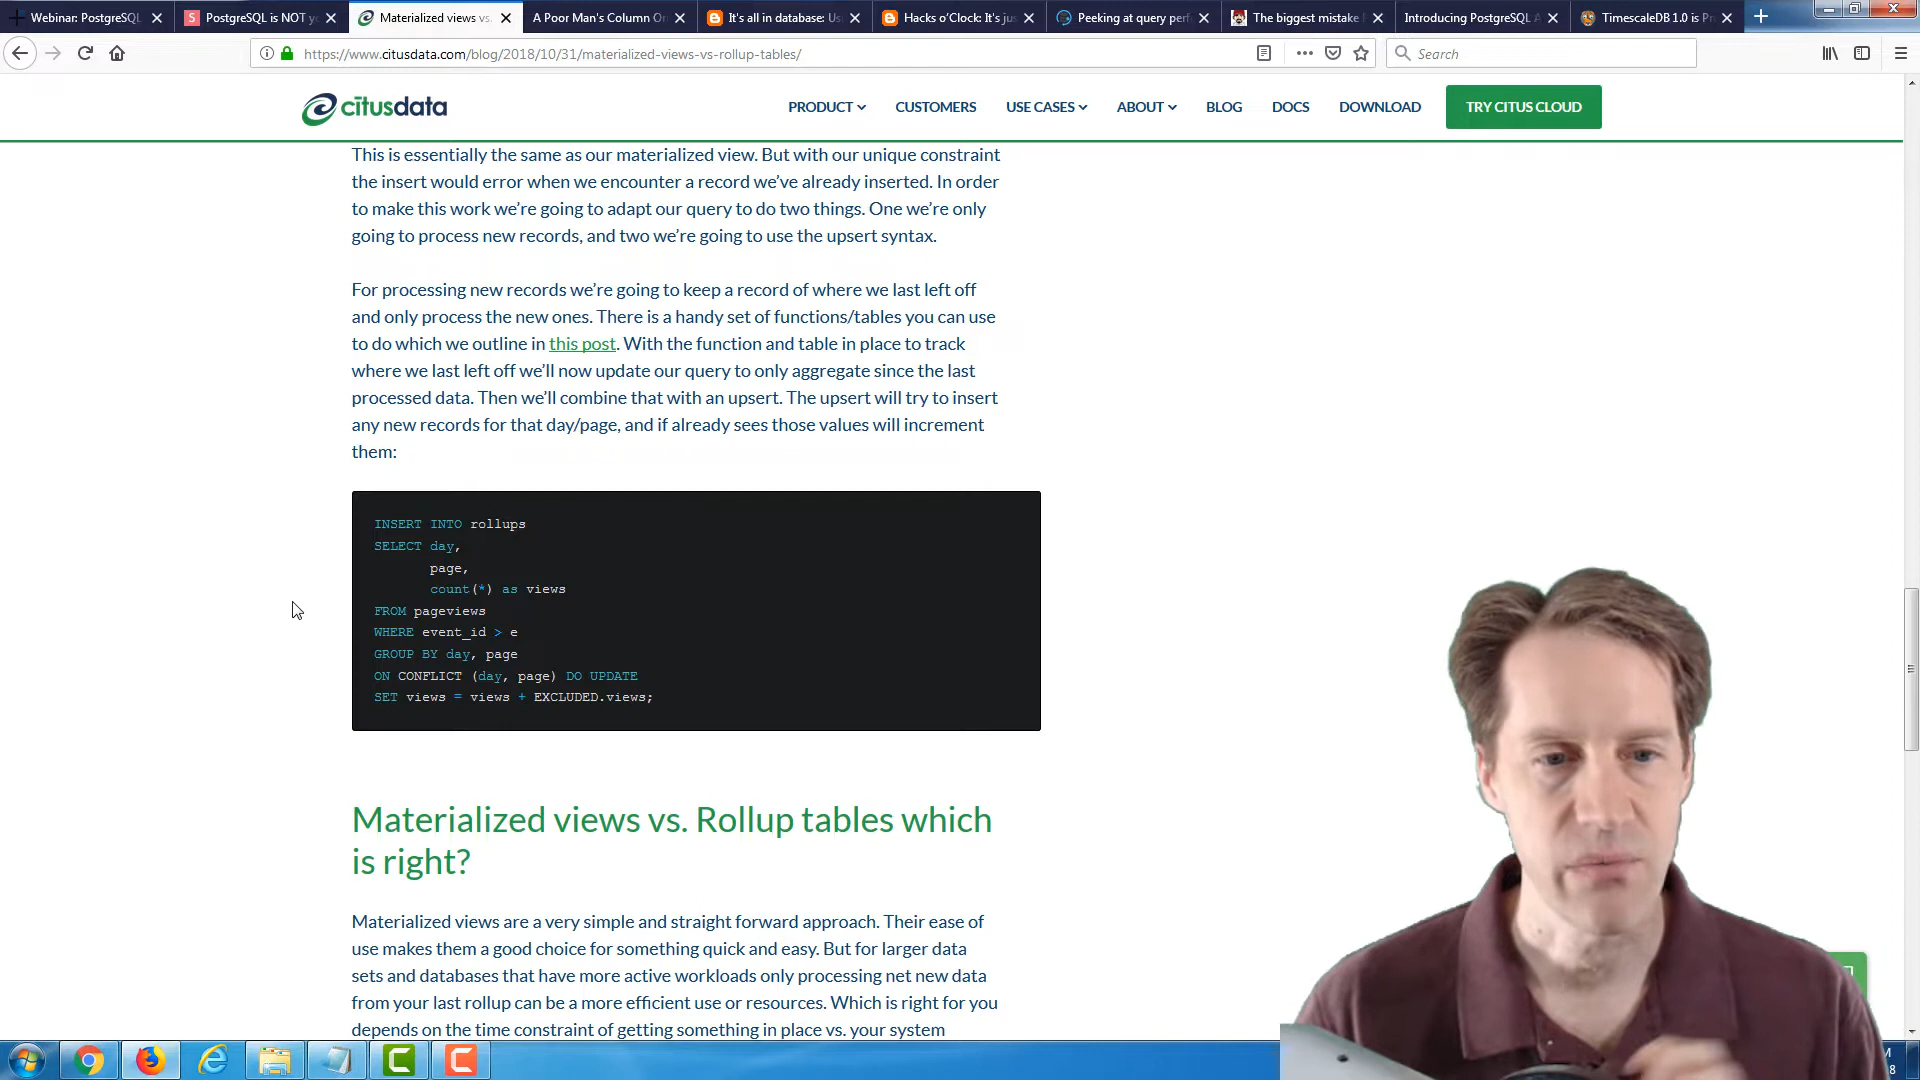 Webinar: PostgreSQL
PostgreSQL is NOT y
Materialized views vs.
A Poor Man's Column O
It's all in database: Us
Hacks o'Clock: It's ju
Peeking at query perf
The biggest mistake
Introducing PostgreSQL
TimescaleDB 1.0 is Pr
https://www.citusdata.com/blog/2018/10/31/materialized-views-vs-rollup-tables/
Search
citusdata
PRODUCT
CUSTOMERS
USE CASES
ABOUT
BLOG
DOCS
DOWNLOAD
TRY CITUS CLOUD
This is essentially the same as our materialized view. But with our unique constraint
the insert would error when we encounter a record we've already inserted. In order
to make this work we're going to adapt our query to do two things. One we're only
going to process new records, and two we're going to use the upsert syntax.
For processing new records we're going to keep a record of where we last left off
and only process the new ones. There is a handy set of functions/tables you can use
to do which we outline in this post. With the function and table in place to track
where we last left off we'll now update our query to only aggregate since the last
processed data. Then we'll combine that with an upsert. The upsert will try to insert
any new records for that day/page, and if already sees those values will increment
them:
INSERT INTO rollups
SELECT day,
page,
count(*) as views
FROM pageviews
WHERE event_id > e
GROUP BY day, page
ON CONFLICT (day, page) DO UPDATE
SET views = views + EXCLUDED.views;
Materialized views vs. Rollup tables which
is right?
Materialized views are a very simple and straight forward approach. Their ease of
use makes them a good choice for something quick and easy. But for larger data
sets and databases that have more active workloads only processing net new data
from your last rollup can be a more efficient use or resources. Which is right for you
depends on the time constraint of getting something in place vs. your system